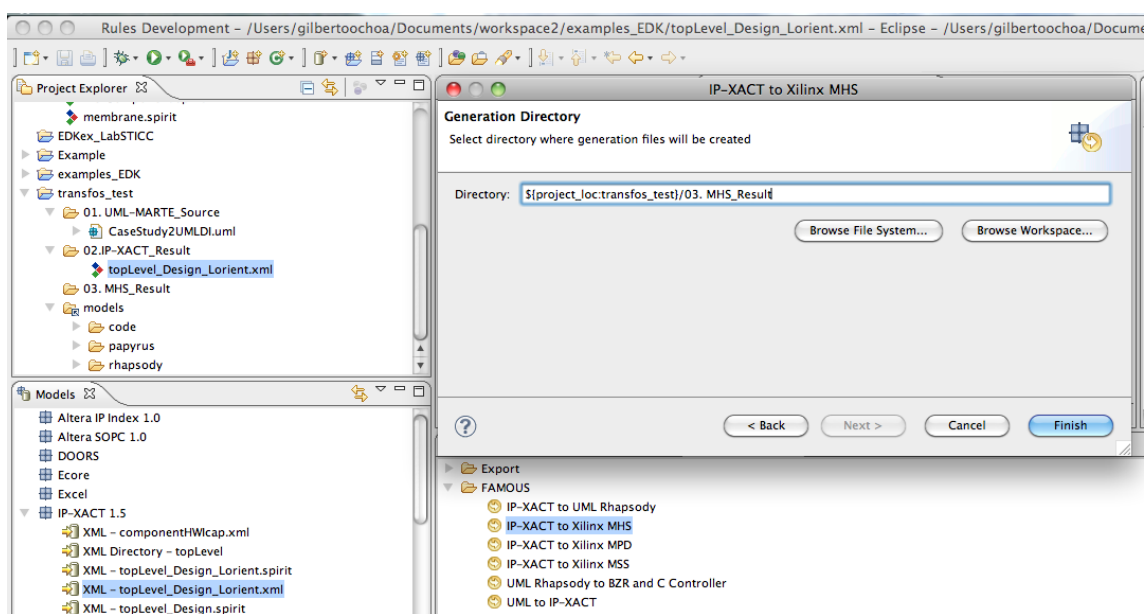 Rules Development – /Users/gilbertoochoa/Documents/workspace2/examples_EDK/topLevel_Design_Lorient.xml – Eclipse – /Users/gilbertoochoa/Docume
Project Explorer
membrane.spirit
EDKex_LabSTICC
Example
examples_EDK
transfos_test
01. UML-MARTE_Source
CaseStudy2UMLDI.uml
02.IP-XACT_Result
topLevel_Design_Lorient.xml
03. MHS_Result
models
code
papyrus
rhapsody
Models
Altera IP Index 1.0
Altera SOPC 1.0
DOORS
Ecore
Excel
IP-XACT 1.5
XML – componentHWIcap.xml
XML Directory – topLevel
XML – topLevel_Design_Lorient.spirit
XML – topLevel_Design_Lorient.xml
XML – topLevel_Design.spirit
IP-XACT to Xilinx MHS
Generation Directory
Select directory where generation files will be created
Directory: ${project_loc:transfos_test}/03. MHS_Result
Browse File System... Browse Workspace...
? < Back Next > Cancel Finish
Export
FAMOUS
IP-XACT to UML Rhapsody
IP-XACT to Xilinx MHS
IP-XACT to Xilinx MPD
IP-XACT to Xilinx MSS
UML Rhapsody to BZR and C Controller
UML to IP-XACT